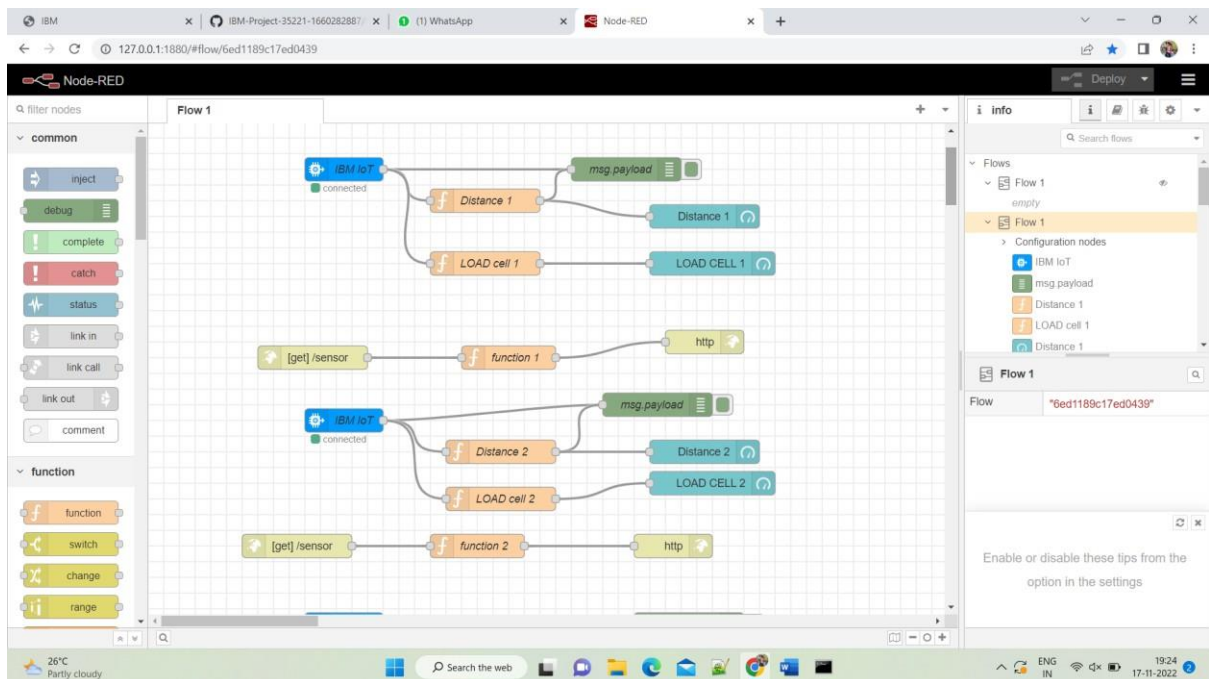 IBM
IBM-Project-35221-1660282887/
(1) WhatsApp
Node-RED
127.0.0.1:1880/#flow/6ed1189c17ed0439
Node-RED
Deploy
filter nodes
Flow 1
info
Search flows
common
inject
debug
complete
catch
status
link in
link call
link out
comment
function
function
switch
change
range
IBM IoT
connected
msg.payload
Distance 1
Distance 1
LOAD cell 1
LOAD CELL 1
[get] /sensor
function 1
http
IBM IoT
connected
msg.payload
Distance 2
Distance 2
LOAD cell 2
LOAD CELL 2
[get] /sensor
function 2
http
Flows
Flow 1
empty
Flow 1
Configuration nodes
IBM IoT
msg.payload
Distance 1
LOAD cell 1
Distance 1
Flow 1
Flow
"6ed1189c17ed0439"
Enable or disable these tips from the
option in the settings
26°C
Partly cloudy
Search the web
ENG
IN
19:24
17-11-2022
2